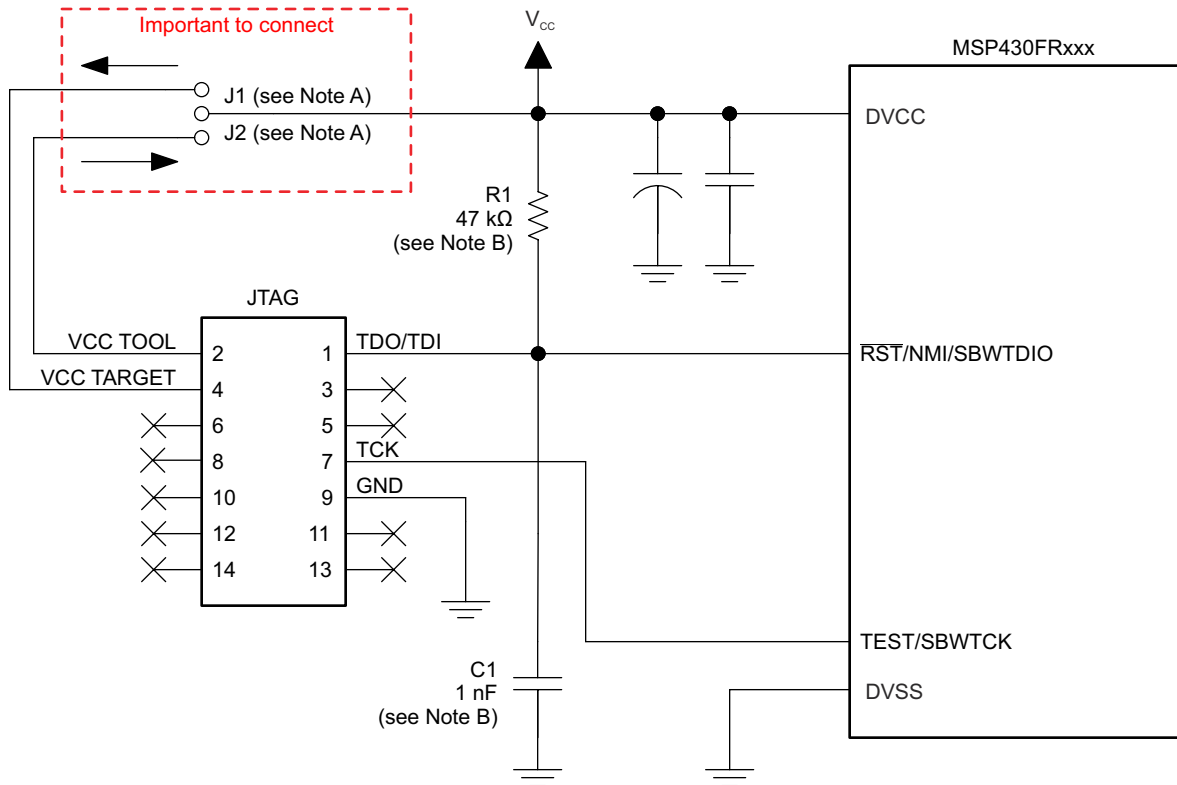 Important to connect
J1 (see Note A)
J2 (see Note A)
VCC
MSP430FRxxx
DVCC
R1
47 kΩ
(see Note B)
JTAG
VCC TOOL
2
1
TDO/TDI
RST/NMI/SBWTDIO
VCC TARGET
4
3
6
5
8
7
TCK
10
9
GND
12
11
14
13
TEST/SBWTCK
C1
1 nF
(see Note B)
DVSS